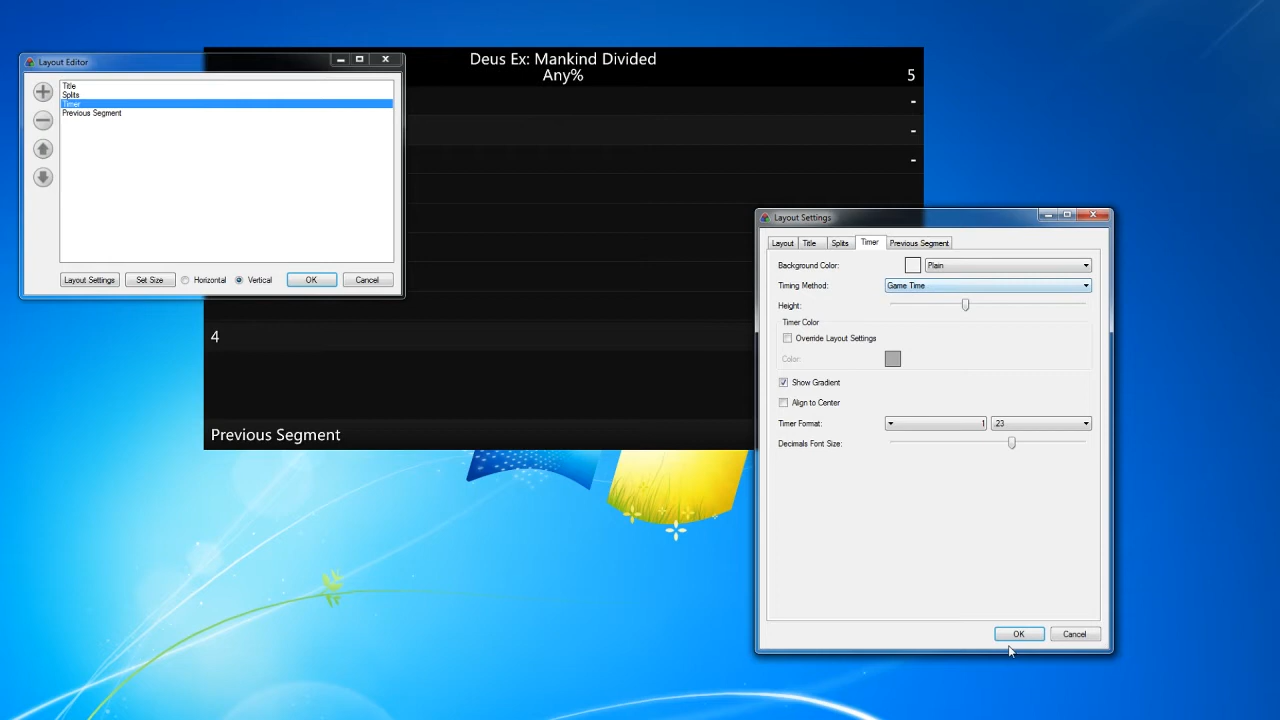 Deus Ex: Mankind Divided
Any%
5
-
-
-
4
Previous Segment
Layout Editor
Title
Splits
Timer
Previous Segment
Layout Settings
Set Size
Horizontal
Vertical
OK
Cancel
Layout Settings
Layout
Title
Splits
Timer
Previous Segment
Background Color:
Plain
Timing Method:
Game Time
Height:
Timer Color
Override Layout Settings
Color:
Show Gradient
Align to Center
Timer Format:
1
.23
Decimals Font Size:
OK
Cancel